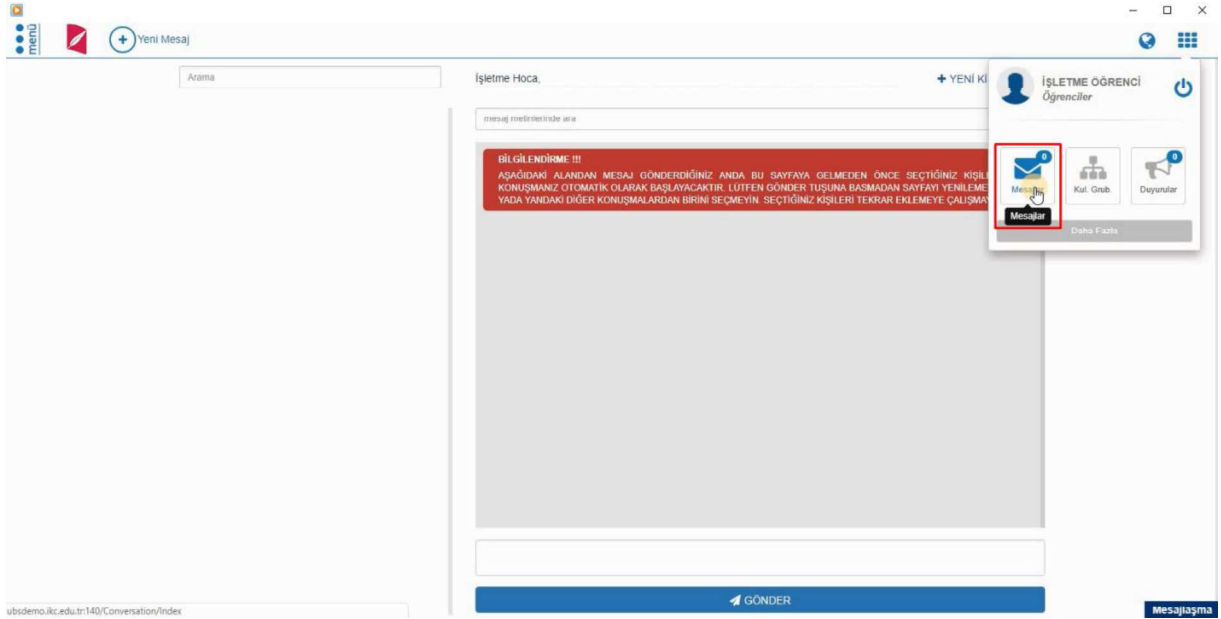 menü
Yeni Mesaj
Arama
İşletme Hoca,
+ YENİ Kİ
mesaj metinlerinde ara
BİLGİLENDİRME !!!
AŞAĞIDAKİ ALANDAN MESAJ GÖNDERDİĞİNİZ ANDA BU SAYFAYA GELMEDEN ÖNCE SEÇTİĞİNİZ KİŞİL
KONUŞMANIZ OTOMATİK OLARAK BAŞLAYACAKTIR. LÜTFEN GÖNDER TUŞUNA BASMADAN SAYFAYI YENİLEME
YADA YANDAKİ DİĞER KONUŞMALARDAN BİRİNİ SEÇMEYİN. SEÇTİĞİNİZ KİŞİLERİ TEKRAR EKLEMEYE ÇALIŞMA
İŞLETME ÖĞRENCİ
Öğrenciler
0
0
Kul. Grub.
Duyurular
Mesajlar
Daha Fazla
GÖNDER
ubsdemo.ikc.edu.tr:140/Conversation/Index
Mesajlaşma